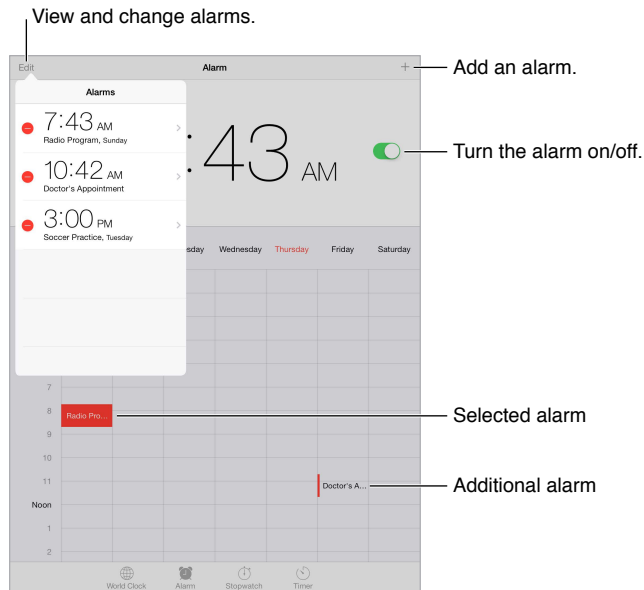 View and change alarms.
Edit
Alarm
+
Add an alarm.
Alarms
7:43 AM
Radio Program, Sunday
10:42 AM
Doctor's Appointment
3:00 PM
Soccer Practice, Tuesday
:43 AM
Turn the alarm on/off.
sday Wednesday Thursday Friday Saturday
7
8 Radio Pro...
Selected alarm
9
10
11 Doctor's A...
Additional alarm
Noon
1
2
World Clock Alarm Stopwatch Timer